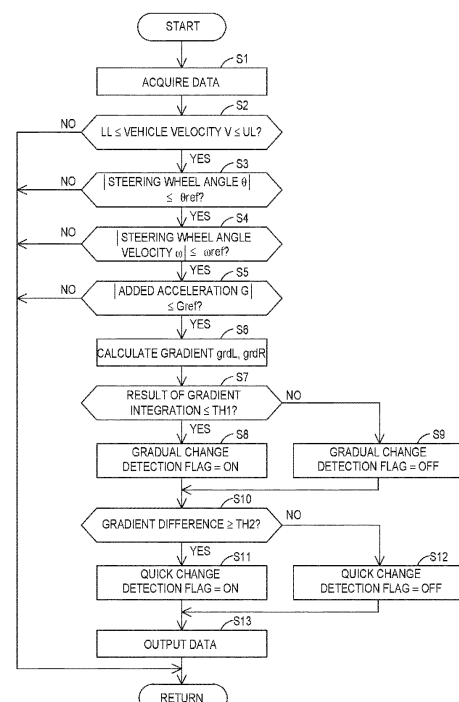 START
S1
ACQUIRE DATA
S2
NO
LL ≤ VEHICLE VELOCITY V ≤ UL?
YES
S3
NO
|STEERING WHEEL ANGLE θ|
≤ θref?
YES
S4
NO
|STEERING WHEEL ANGLE
VELOCITY ω| ≤ ωref?
YES
S5
NO
|ADDED ACCELERATION G|
≤ Gref?
YES
S6
CALCULATE GRADIENT grdL, grdR
S7
RESULT OF GRADIENT
INTEGRATION ≤ TH1?
NO
YES
S8
S9
GRADUAL CHANGE
DETECTION FLAG = ON
GRADUAL CHANGE
DETECTION FLAG = OFF
S10
GRADIENT DIFFERENCE ≥ TH2?
NO
YES
S11
S12
QUICK CHANGE
DETECTION FLAG = ON
QUICK CHANGE
DETECTION FLAG = OFF
S13
OUTPUT DATA
RETURN